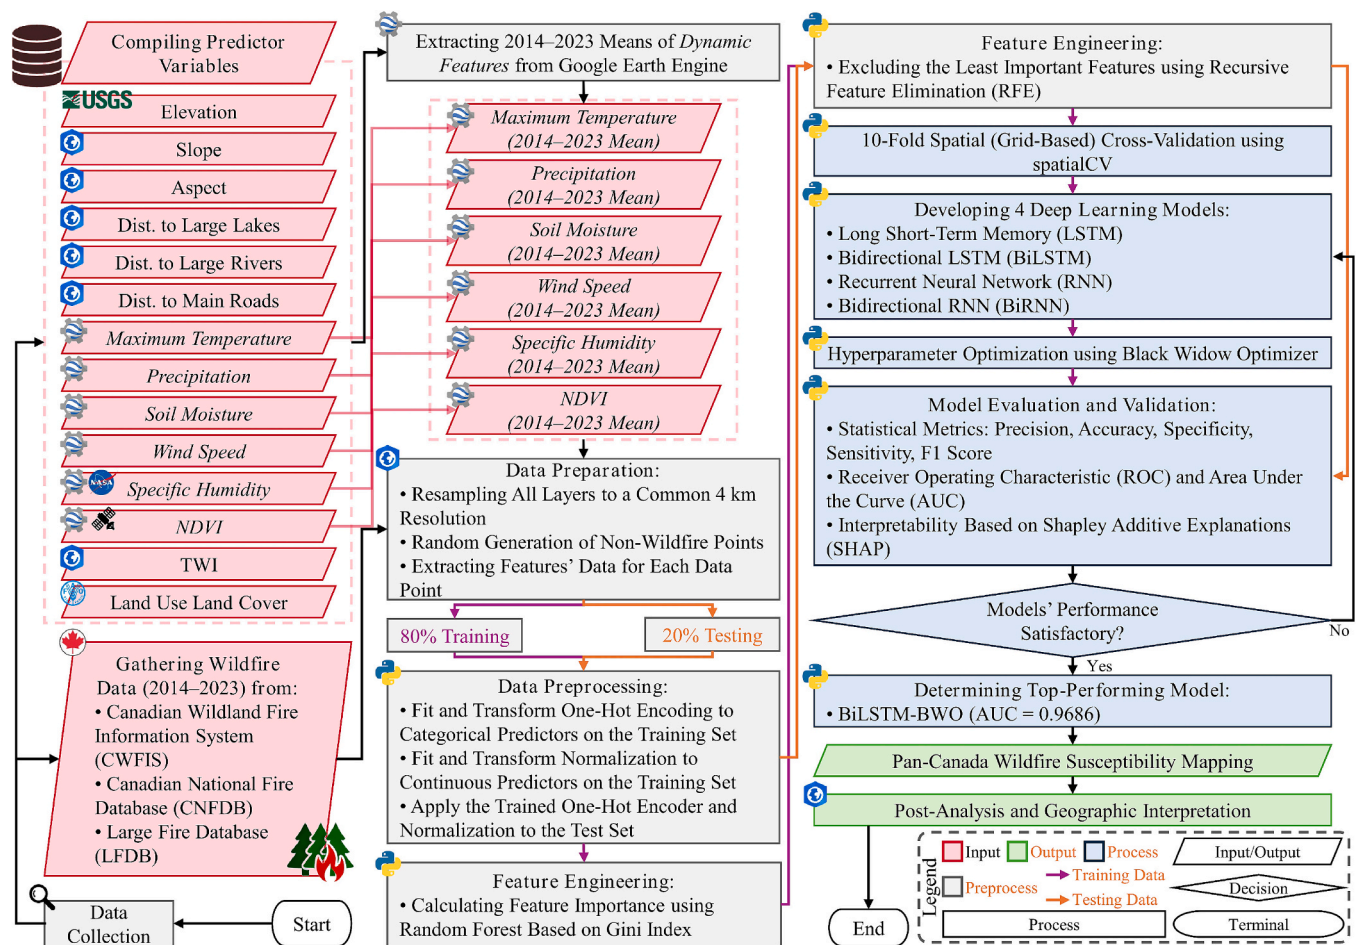 Compiling Predictor
Variables
USGS
Elevation
Slope
Aspect
Dist. to Large Lakes
Dist. to Large Rivers
Dist. to Main Roads
Maximum Temperature
Precipitation
Soil Moisture
Wind Speed
NASA
Specific Humidity
NDVI
TWI
Land Use Land Cover
Gathering Wildfire
Data (2014–2023) from:
• Canadian Wildland Fire
Information System
(CWFIS)
• Canadian National Fire
Database (CNFDB)
• Large Fire Database
(LFDB)
Data
Collection
Start
Extracting 2014–2023 Means of Dynamic
Features from Google Earth Engine
Maximum Temperature
(2014–2023 Mean)
Precipitation
(2014–2023 Mean)
Soil Moisture
(2014–2023 Mean)
Wind Speed
(2014–2023 Mean)
Specific Humidity
(2014–2023 Mean)
NDVI
(2014–2023 Mean)
Data Preparation:
• Resampling All Layers to a Common 4 km
Resolution
• Random Generation of Non-Wildfire Points
• Extracting Features' Data for Each Data
Point
80% Training
20% Testing
Data Preprocessing:
• Fit and Transform One-Hot Encoding to
Categorical Predictors on the Training Set
• Fit and Transform Normalization to
Continuous Predictors on the Training Set
• Apply the Trained One-Hot Encoder and
Normalization to the Test Set
Feature Engineering:
• Calculating Feature Importance using
Random Forest Based on Gini Index
Feature Engineering:
• Excluding the Least Important Features using Recursive
Feature Elimination (RFE)
10-Fold Spatial (Grid-Based) Cross-Validation using
spatialCV
Developing 4 Deep Learning Models:
• Long Short-Term Memory (LSTM)
• Bidirectional LSTM (BiLSTM)
• Recurrent Neural Network (RNN)
• Bidirectional RNN (BiRNN)
Hyperparameter Optimization using Black Widow Optimizer
Model Evaluation and Validation:
• Statistical Metrics: Precision, Accuracy, Specificity,
Sensitivity, F1 Score
• Receiver Operating Characteristic (ROC) and Area Under
the Curve (AUC)
• Interpretability Based on Shapley Additive Explanations
(SHAP)
Models' Performance
Satisfactory?
No
Yes
Determining Top-Performing Model:
• BiLSTM-BWO (AUC = 0.9686)
Pan-Canada Wildfire Susceptibility Mapping
Post-Analysis and Geographic Interpretation
End
Legend
Input
Output
Process
Input/Output
Preprocess
Training Data
Testing Data
Decision
Process
Terminal